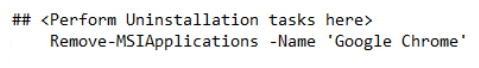 ## <Perform Uninstallation tasks here>
Remove-MSIApplications -Name 'Google Chrome'